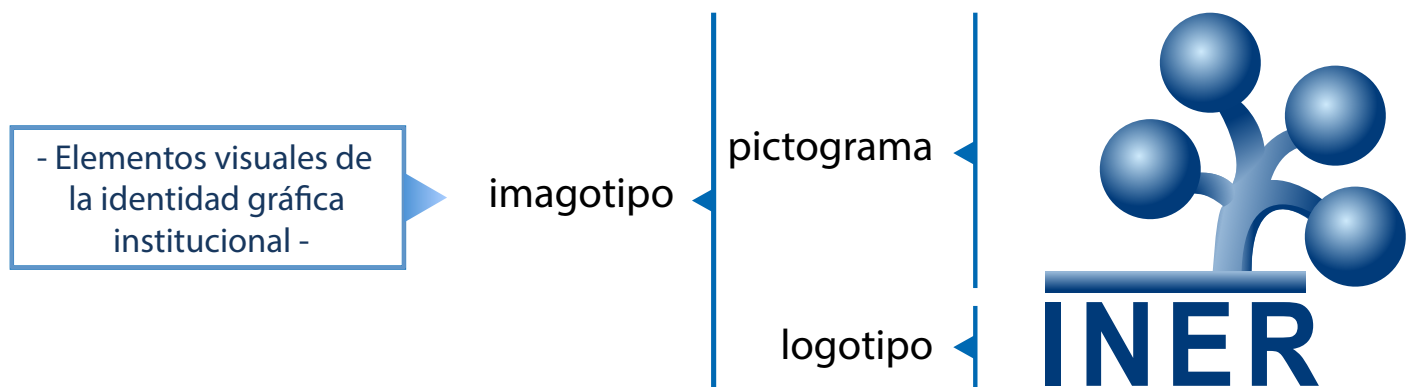 - Elementos visuales de
la identidad gráfica
institucional -
imagotipo
pictograma
logotipo
INER